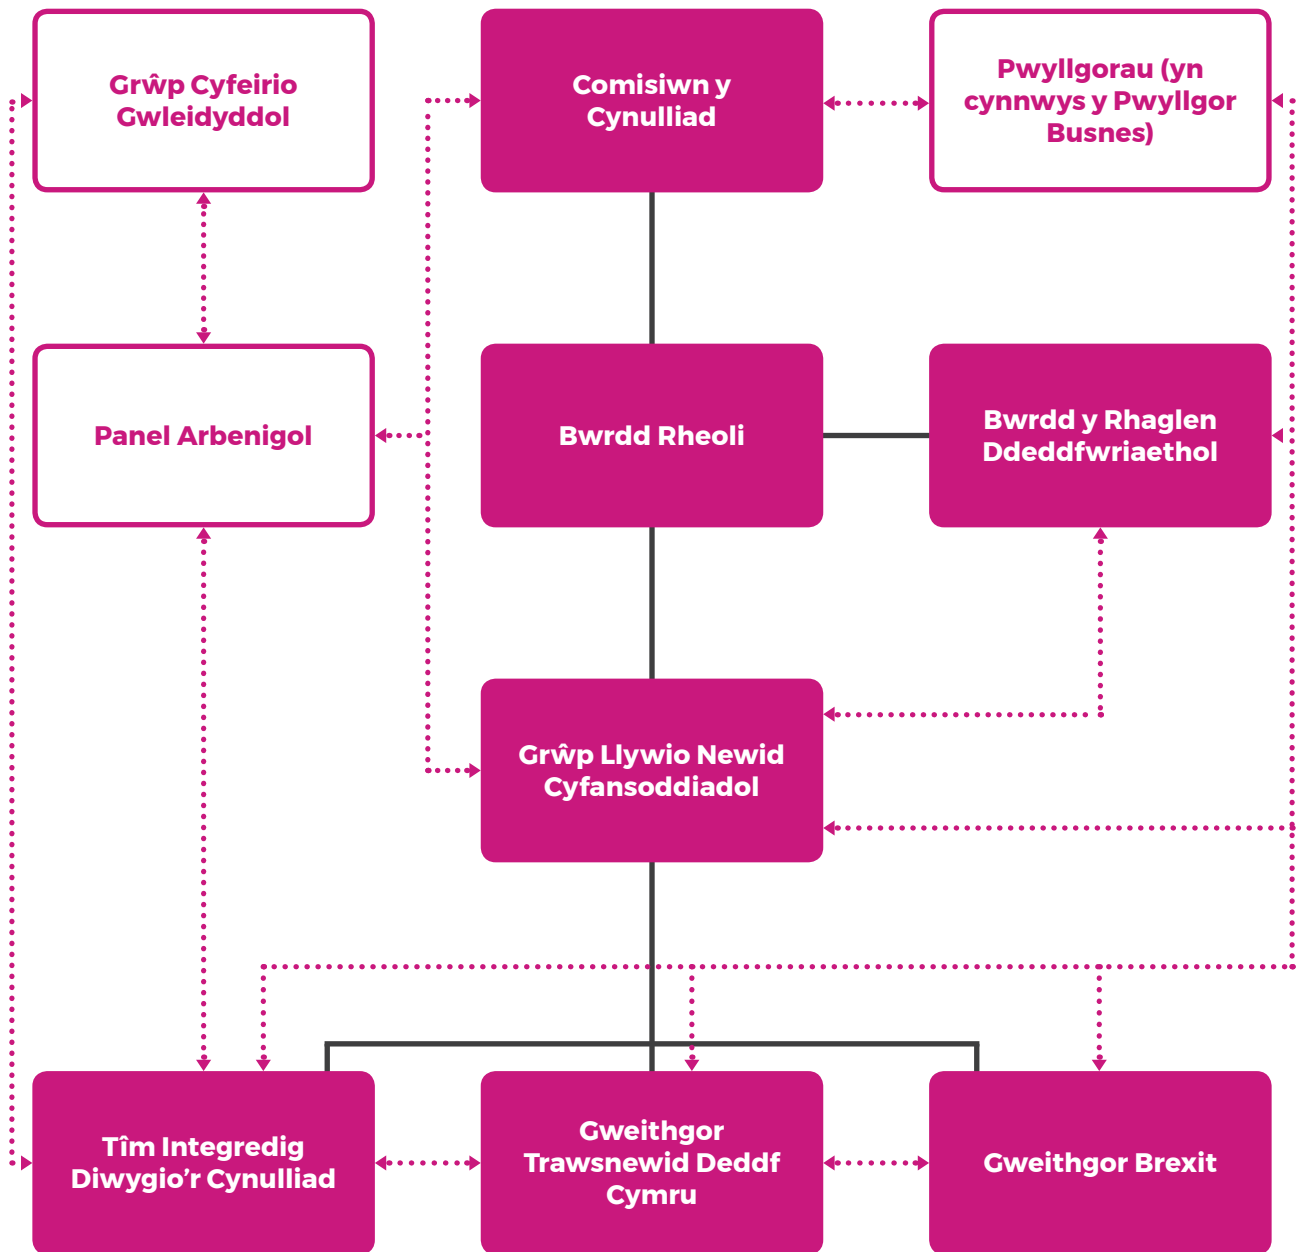 Grŵp Cyfeirio
Gwleidyddol
Comisiwn y
Cynulliad
Pwyllgorau (yn
cynnwys y Pwyllgor
Busnes)
Panel Arbenigol
Bwrdd Rheoli
Bwrdd y Rhaglen
Ddeddfwriaethol
Grŵp Llywio Newid
Cyfansoddiadol
Tîm Integredig
Diwygio’r Cynulliad
Gweithgor
Trawsnewid Deddf
Cymru
Gweithgor Brexit